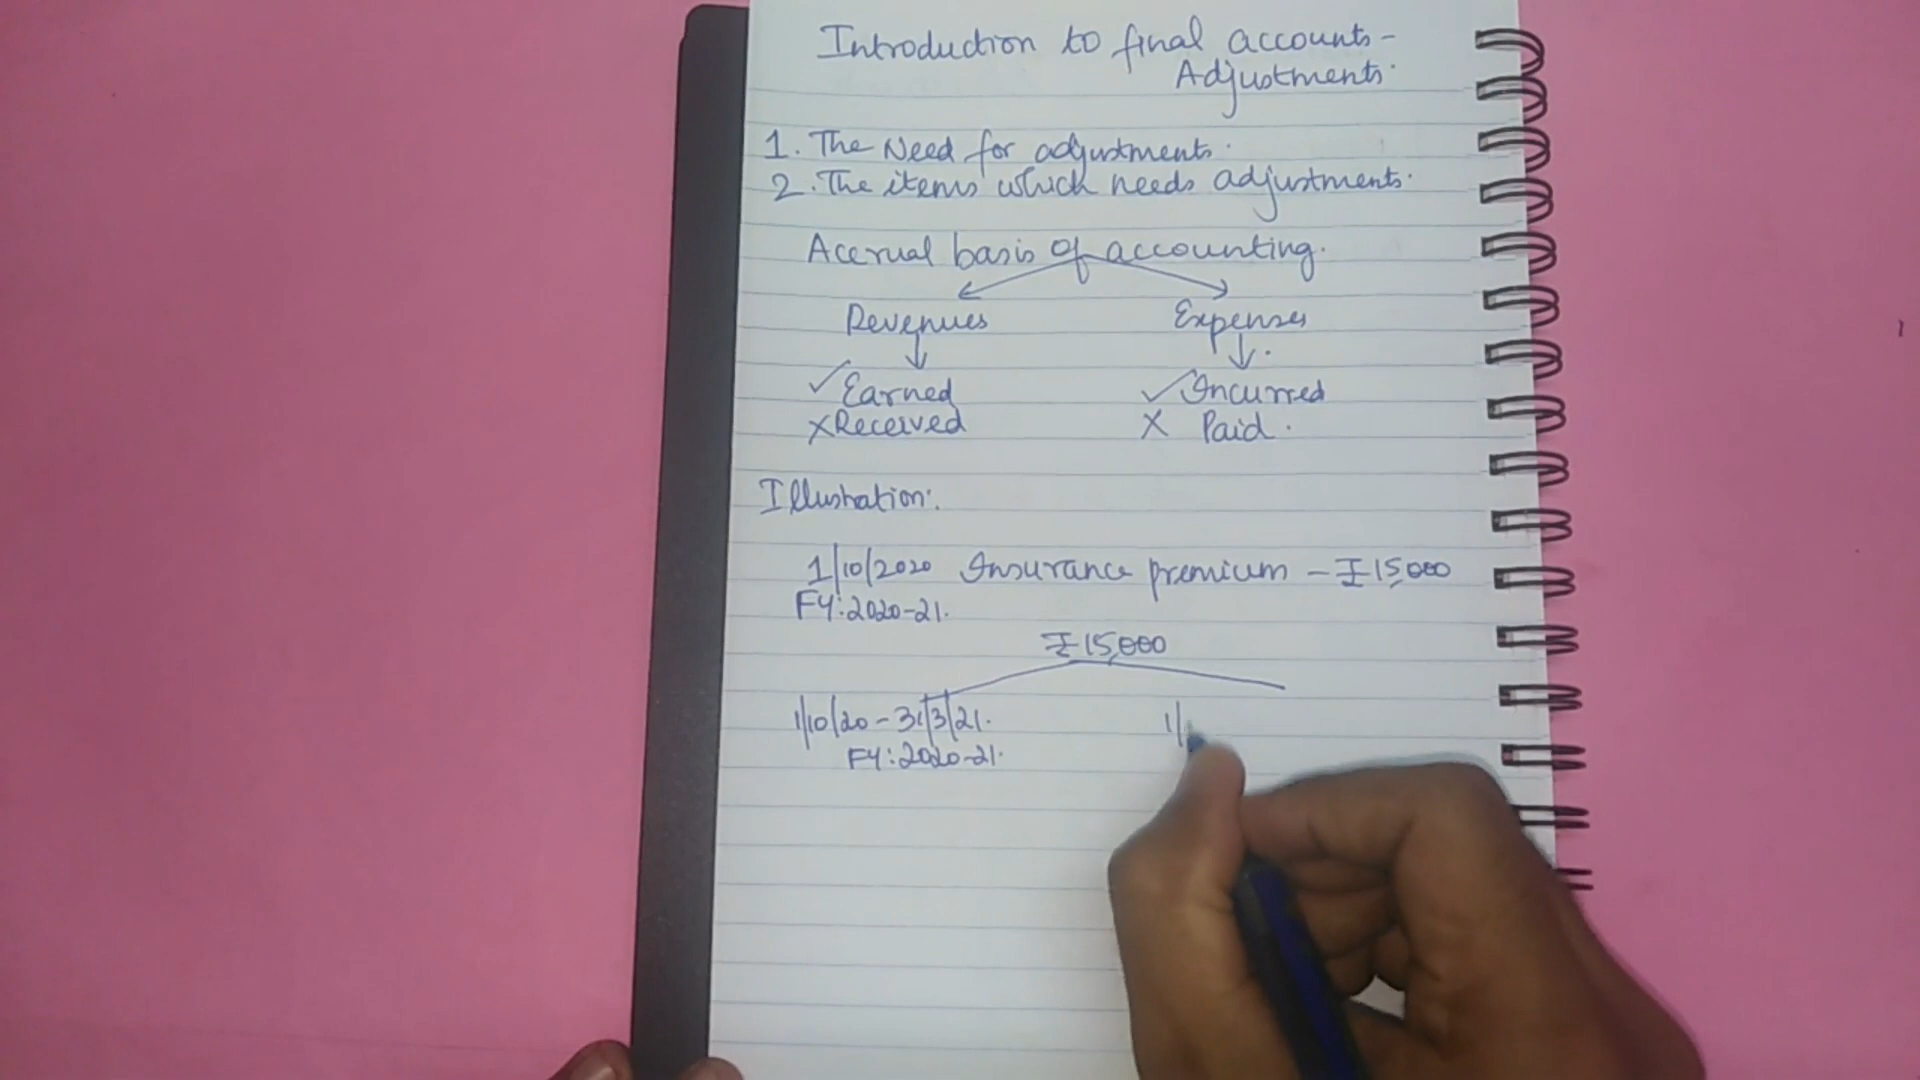 Introduction to final accounts -
Adjustments.
1. The Need for adjustments.
2. The items which needs adjustments.
Accrual basis of accounting.
Revenues Expenses
✓ Earned ✓ Incurred
X Received X Paid.
Illustration:
1/10/2020 Insurance premium - ₹15,000
FY: 2020-21.
₹15,000
1/10/20 - 31/3/21. 1/
FY: 2020-21.